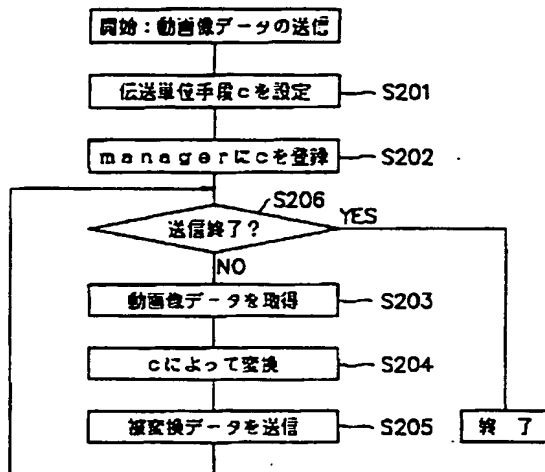 開始：動画像データの送信
伝送単位手段cを設定
S201
managerにcを登録
S202
S206
送信終了？
YES
NO
動画像データを取得
S203
cによって変換
S204
被変換データを送信
S205
終 了